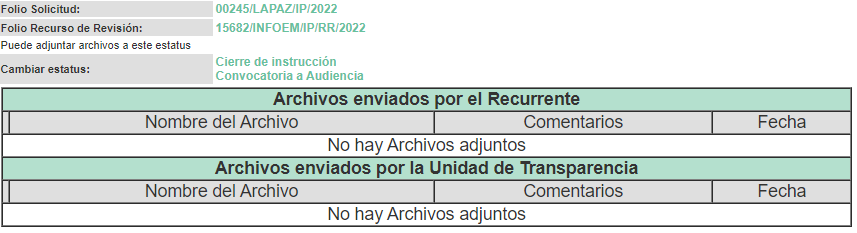 Folio Solicitud: 00245/LAPAZ/IP/2022
Folio Recurso de Revisión: 15682/INFOEM/IP/RR/2022
Puede adjuntar archivos a este estatus
Cambiar estatus: Cierre de instrucción
Convocatoria a Audiencia
Archivos enviados por el Recurrente
Nombre del Archivo Comentarios Fecha
No hay Archivos adjuntos
Archivos enviados por la Unidad de Transparencia
Nombre del Archivo Comentarios Fecha
No hay Archivos adjuntos